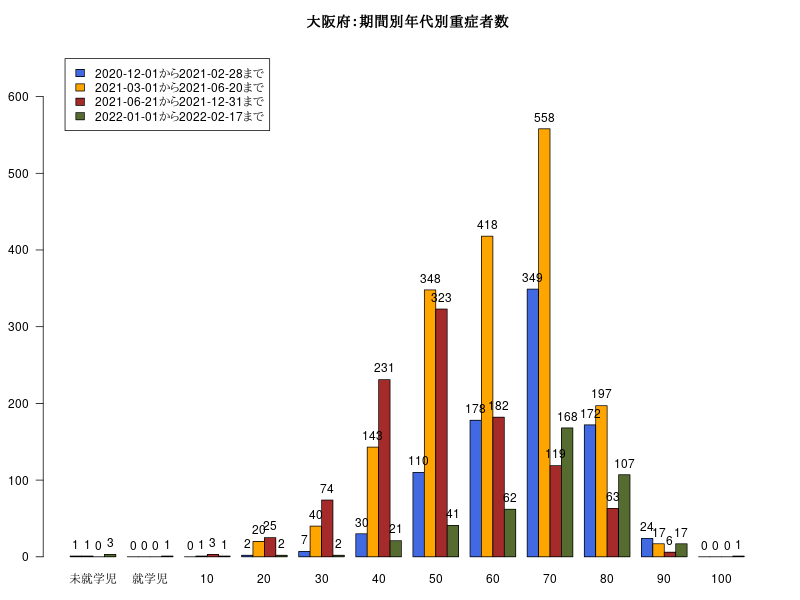 大阪府：期間別年代別重症者数
2020-12-01から2021-02-28まで
2021-03-01から2021-06-20まで
2021-06-21から2021-12-31まで
2022-01-01から2022-02-17まで
600
500
400
300
200
100
0
1 1 0 3
0 0 0 1
0 1 3 1
2 20 25 2
7 40 74 2
30 143 231 21
110 348 323 41
178 418 182 62
349 558 119 168
172 197 63 107
24 17 6 17
0 0 0 1
未就学児 就学児 10 20 30 40 50 60 70 80 90 100